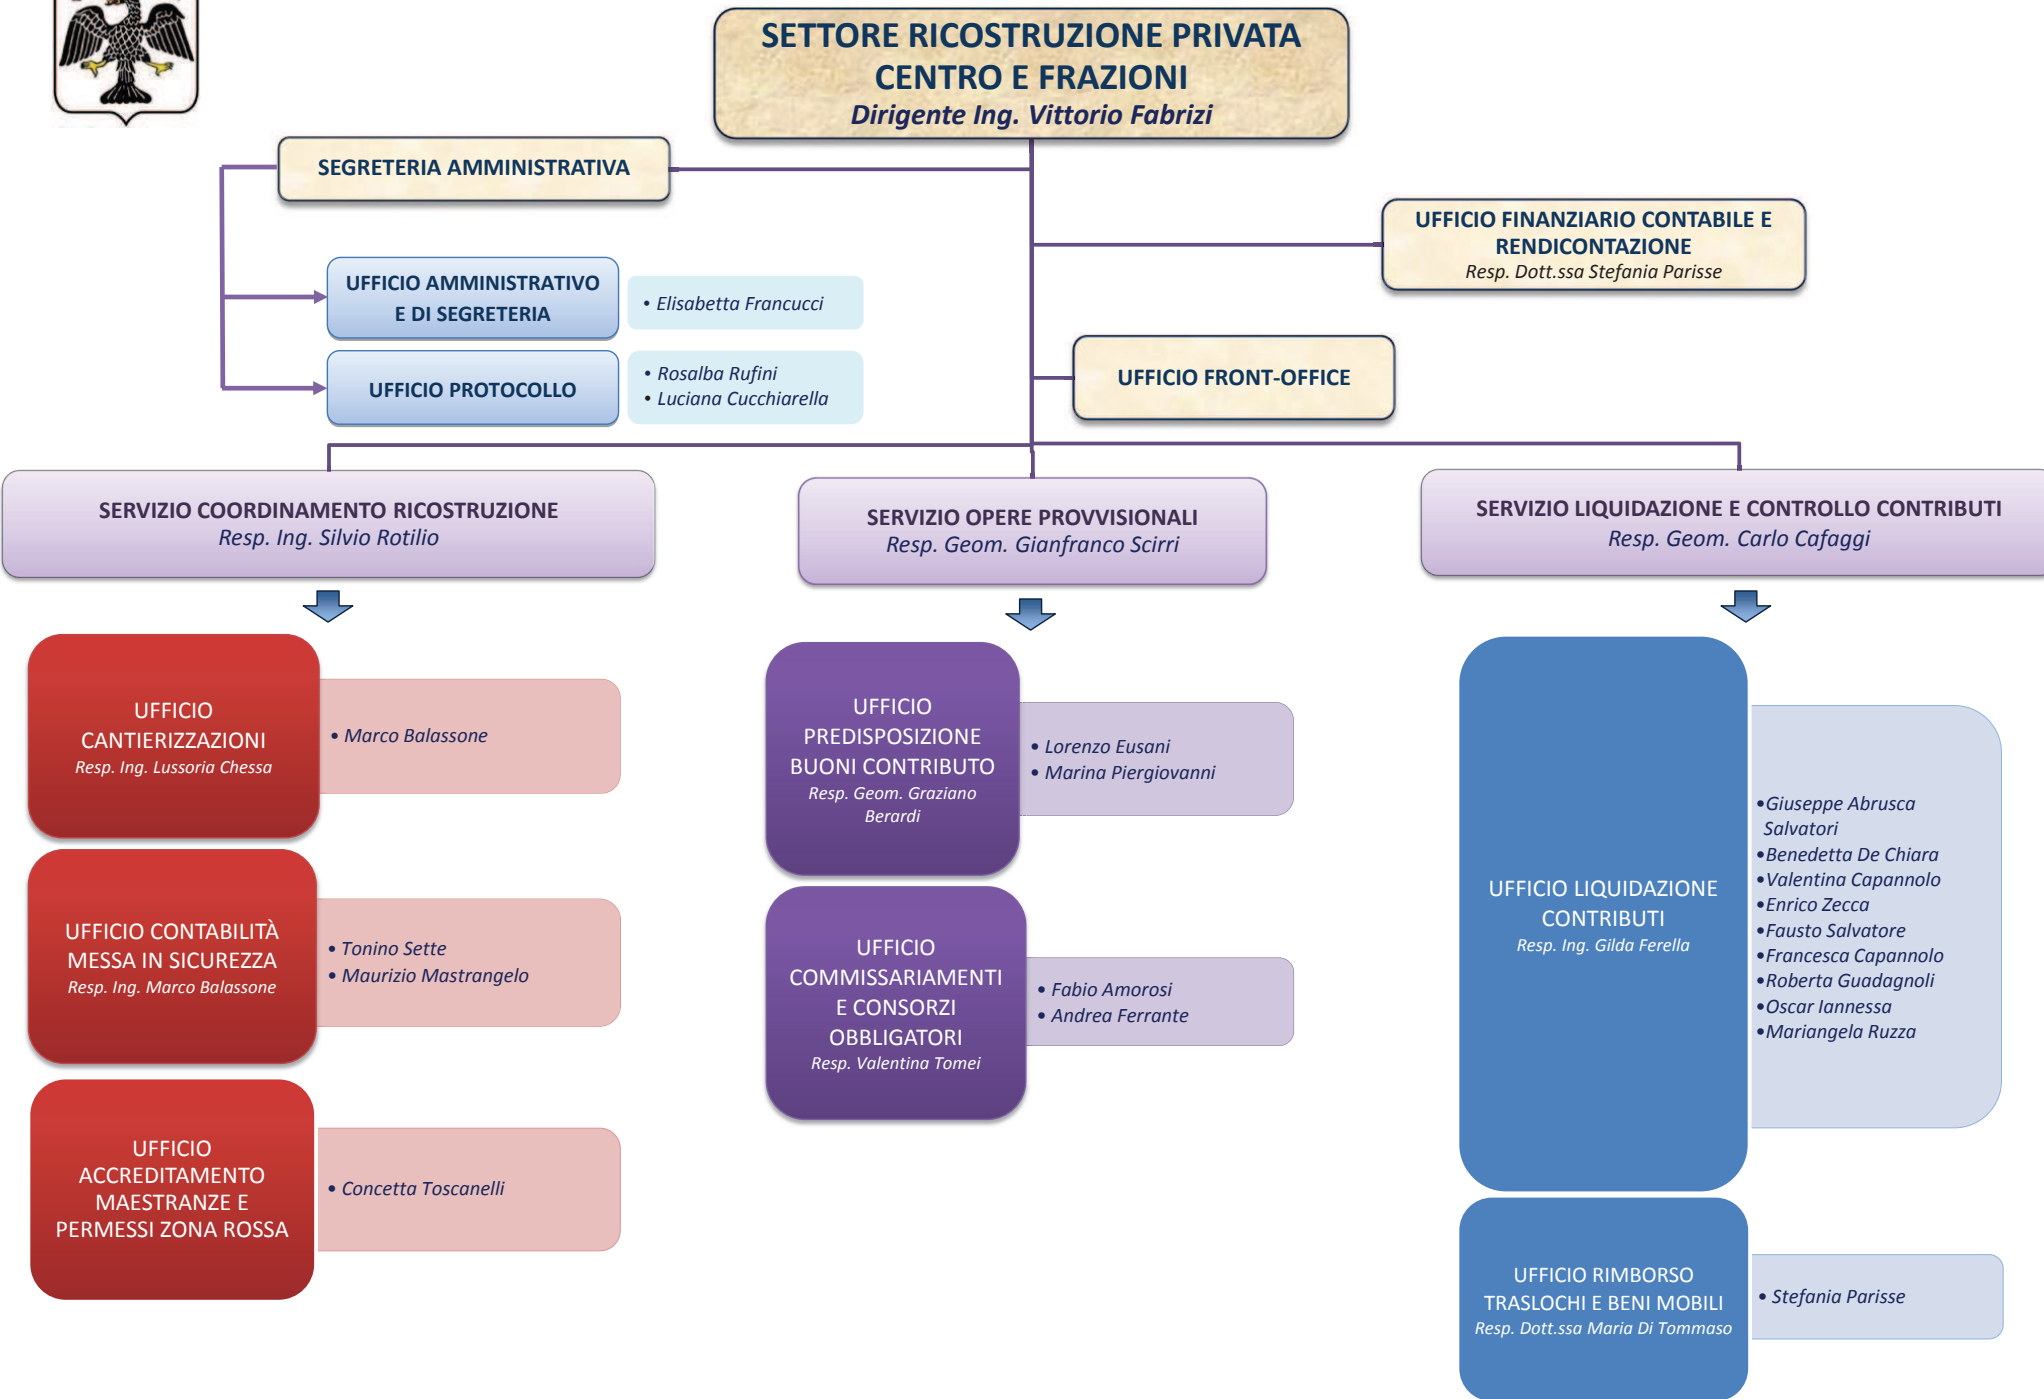 SETTORE RICOSTRUZIONE PRIVATA
CENTRO E FRAZIONI
Dirigente Ing. Vittorio Fabrizi
SEGRETERIA AMMINISTRATIVA
UFFICIO FINANZIARIO CONTABILE E
RENDICONTAZIONE
Resp. Dott.ssa Stefania Parisse
UFFICIO AMMINISTRATIVO
E DI SEGRETERIA
• Elisabetta Francucci
UFFICIO PROTOCOLLO
• Rosalba Rufini
• Luciana Cucchiarella
UFFICIO FRONT-OFFICE
SERVIZIO COORDINAMENTO RICOSTRUZIONE
Resp. Ing. Silvio Rotilio
SERVIZIO OPERE PROVVISIONALI
Resp. Geom. Gianfranco Scirri
SERVIZIO LIQUIDAZIONE E CONTROLLO CONTRIBUTI
Resp. Geom. Carlo Cafaggi
UFFICIO
CANTIERIZZAZIONI
Resp. Ing. Lussoria Chessa
• Marco Balassone
UFFICIO CONTABILITÀ
MESSA IN SICUREZZA
Resp. Ing. Marco Balassone
• Tonino Sette
• Maurizio Mastrangelo
UFFICIO
ACCREDITAMENTO
MAESTRANZE E
PERMESSI ZONA ROSSA
• Concetta Toscanelli
UFFICIO
PREDISPOSIZIONE
BUONI CONTRIBUTO
Resp. Geom. Graziano
Berardi
• Lorenzo Eusani
• Marina Piergiovanni
UFFICIO
COMMISSARIAMENTI
E CONSORZI
OBBLIGATORI
Resp. Valentina Tomei
• Fabio Amorosi
• Andrea Ferrante
UFFICIO LIQUIDAZIONE
CONTRIBUTI
Resp. Ing. Gilda Ferella
•Giuseppe Abrusca
Salvatori
•Benedetta De Chiara
•Valentina Capannolo
•Enrico Zecca
•Fausto Salvatore
•Francesca Capannolo
•Roberta Guadagnoli
•Oscar Iannessa
•Mariangela Ruzza
UFFICIO RIMBORSO
TRASLOCHI E BENI MOBILI
Resp. Dott.ssa Maria Di Tommaso
• Stefania Parisse